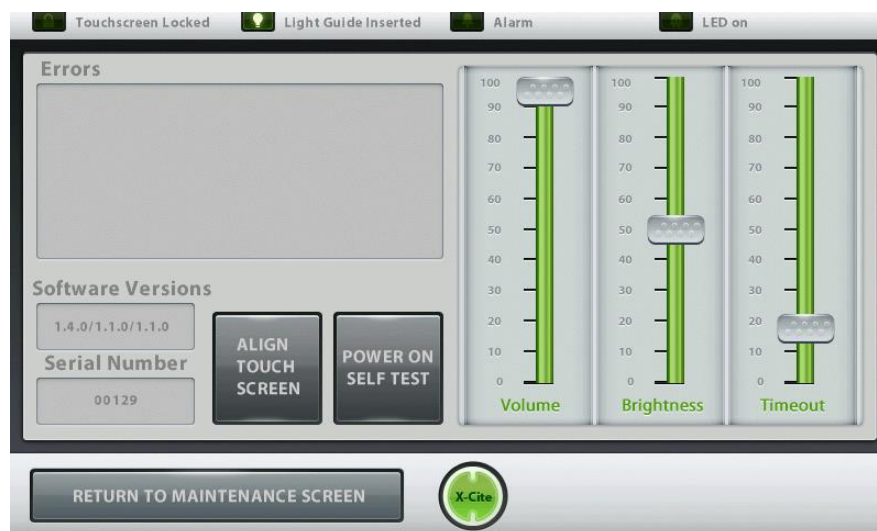 Touchscreen Locked
Light Guide Inserted
Alarm
LED on
Errors
Software Versions
1.4.0/1.1.0/1.1.0
Serial Number
00129
ALIGN
TOUCH
SCREEN
POWER ON
SELF TEST
100
90
80
70
60
50
40
30
20
10
0
Volume
100
90
80
70
60
50
40
30
20
10
0
Brightness
100
90
80
70
60
50
40
30
20
10
0
Timeout
RETURN TO MAINTENANCE SCREEN
X-Cite